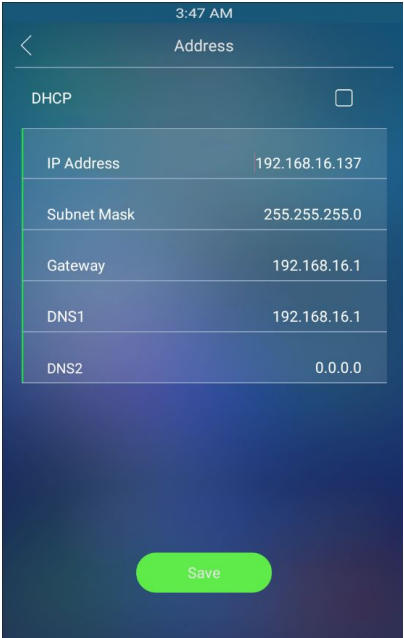 3:47 AM
Address
DHCP
IP Address 192.168.16.137
Subnet Mask 255.255.255.0
Gateway 192.168.16.1
DNS1 192.168.16.1
DNS2 0.0.0.0
Save